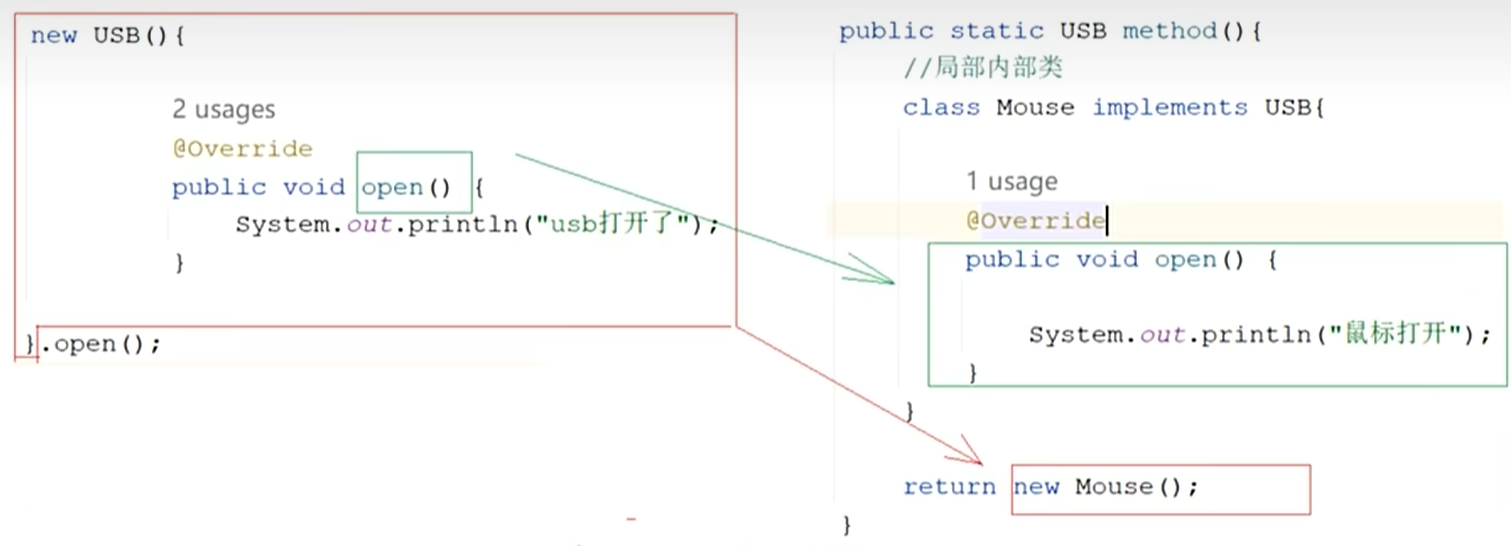 new USB(){
2 usages
@Override
public void open() {
System.out.println("usb打开了");
}
}.open();
public static USB method(){
//局部内部类
class Mouse implements USB{
1 usage
@Override
public void open() {
System.out.println("鼠标打开");
}
}
return new Mouse();
}